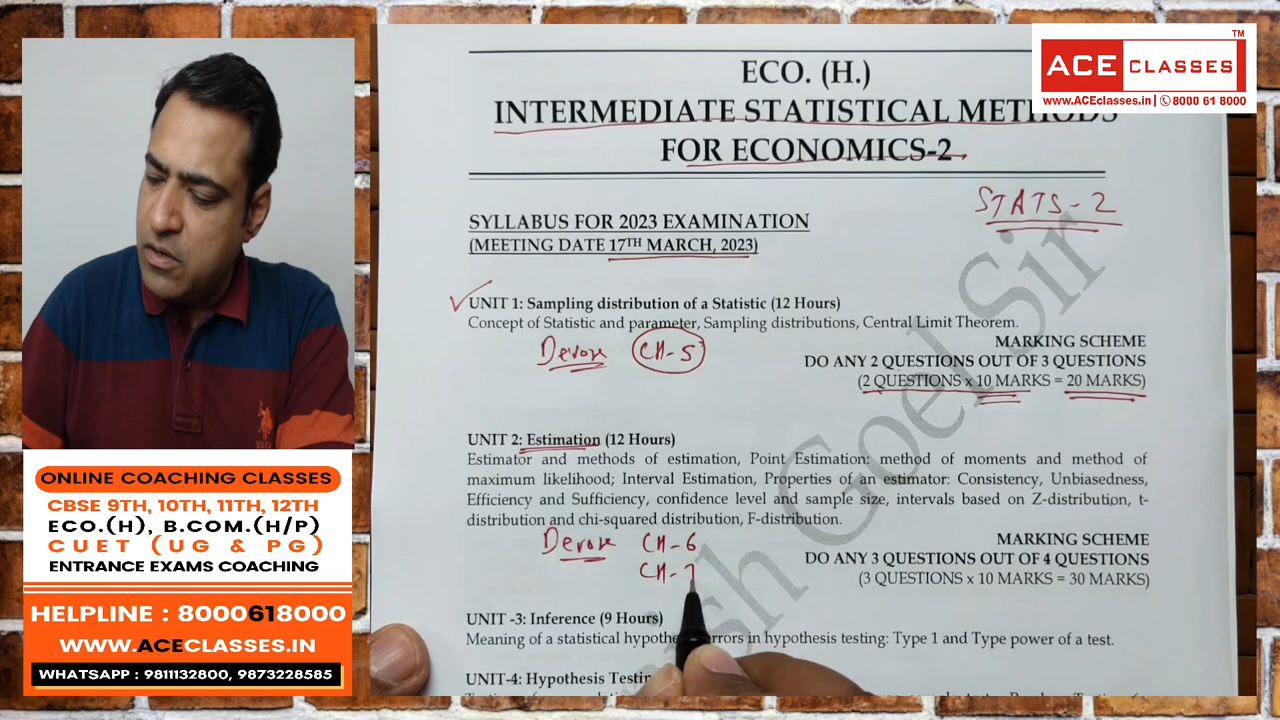 ECO. (H.)
INTERMEDIATE STATISTICAL METHODS
FOR ECONOMICS-2
STATS-2
SYLLABUS FOR 2023 EXAMINATION
(MEETING DATE 17TH MARCH, 2023)
UNIT 1: Sampling distribution of a Statistic (12 Hours)
Concept of Statistic and parameter, Sampling distributions, Central Limit Theorem.
Devore CH-5
MARKING SCHEME
DO ANY 2 QUESTIONS OUT OF 3 QUESTIONS
(2 QUESTIONS x 10 MARKS = 20 MARKS)
UNIT 2: Estimation (12 Hours)
Estimator and methods of estimation, Point Estimation: method of moments and method of
maximum likelihood; Interval Estimation, Properties of an estimator: Consistency, Unbiasedness,
Efficiency and Sufficiency, confidence level and sample size, intervals based on Z-distribution, t-
distribution and chi-squared distribution, F-distribution.
Devore CH-6
CH-7
MARKING SCHEME
DO ANY 3 QUESTIONS OUT OF 4 QUESTIONS
(3 QUESTIONS x 10 MARKS = 30 MARKS)
UNIT -3: Inference (9 Hours)
Meaning of a statistical hypothe errors in hypothesis testing: Type 1 and Type power of a test.
UNIT-4: Hypothesis Testin
Goel Sir
ACE CLASSES TM
www.ACEclasses.in | 8000 61 8000
ONLINE COACHING CLASSES
CBSE 9TH, 10TH, 11TH, 12TH
ECO.(H), B.COM.(H/P)
CUET (UG & PG)
ENTRANCE EXAMS COACHING
HELPLINE : 8000618000
WWW.ACECLASSES.IN
WHATSAPP : 9811132800, 9873228585